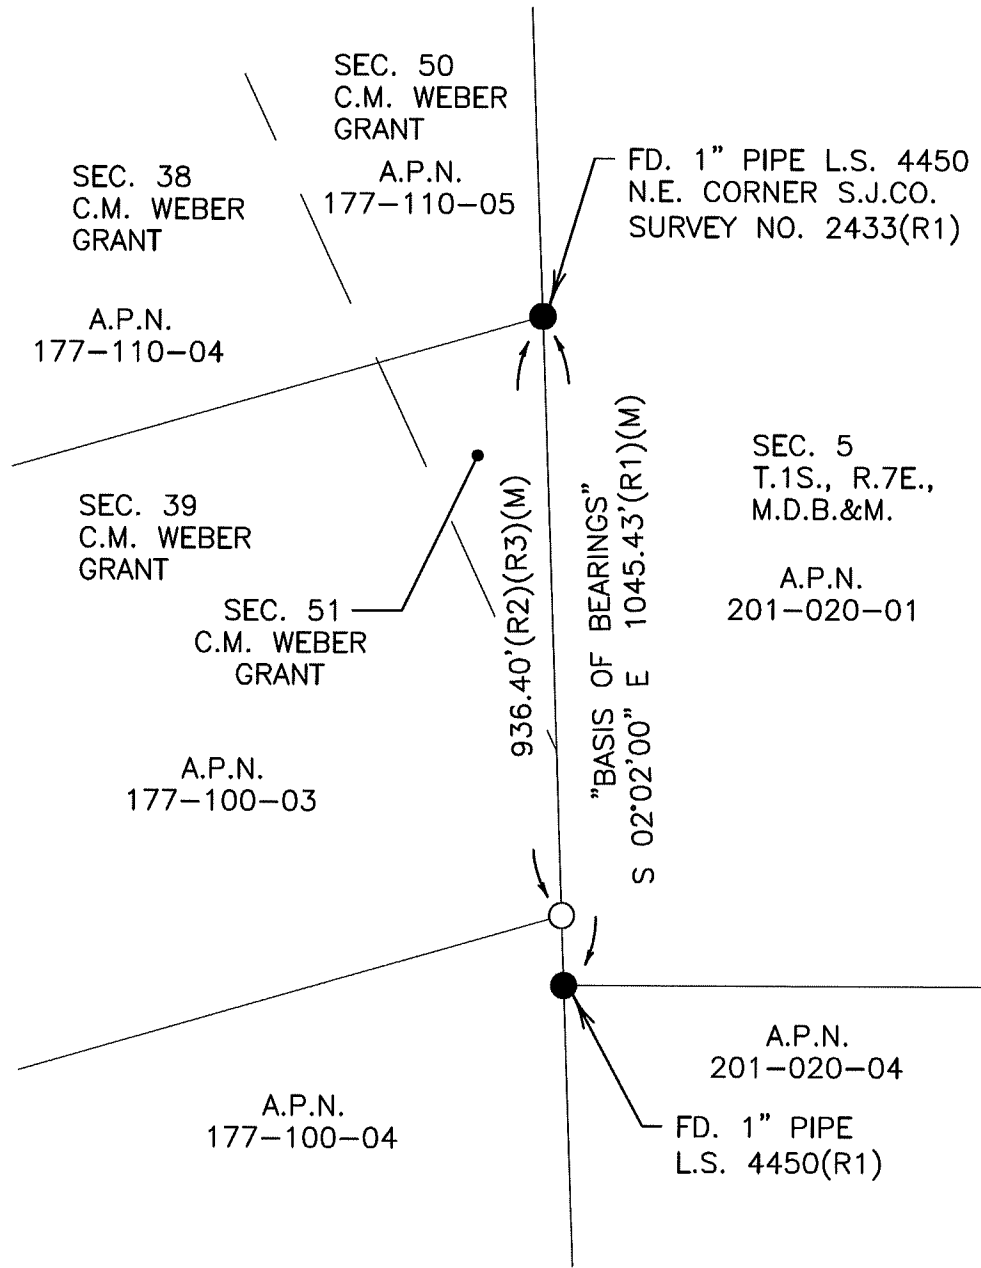 SEC. 50
C.M. WEBER
GRANT
A.P.N.
177-110-05
SEC. 38
C.M. WEBER
GRANT
A.P.N.
177-110-04
FD. 1" PIPE L.S. 4450
N.E. CORNER S.J.CO.
SURVEY NO. 2433(R1)
SEC. 39
C.M. WEBER
GRANT
SEC. 51
C.M. WEBER
GRANT
A.P.N.
177-100-03
936.40'(R2)(R3)(M)
"BASIS OF BEARINGS"
S 02°02'00" E 1045.43'(R1)(M)
SEC. 5
T.1S., R.7E.,
M.D.B.&M.
A.P.N.
201-020-01
A.P.N.
201-020-04
A.P.N.
177-100-04
FD. 1" PIPE
L.S. 4450(R1)